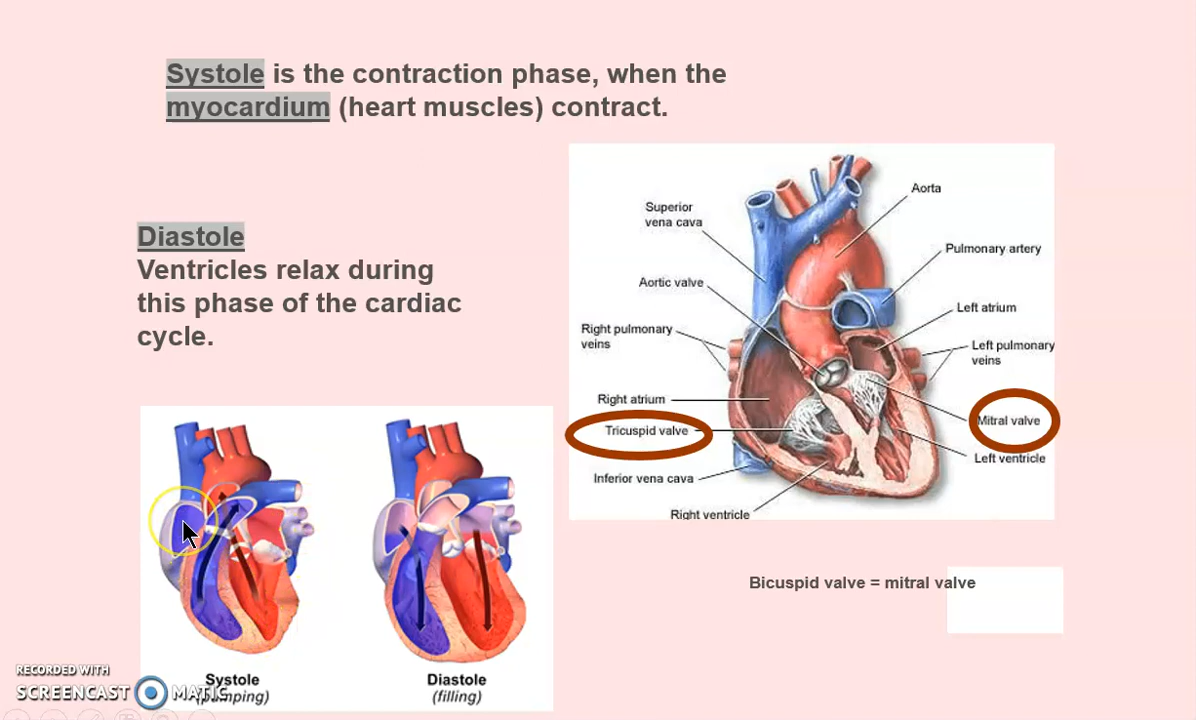 Systole is the contraction phase, when the
myocardium (heart muscles) contract.
Diastole
Ventricles relax during
this phase of the cardiac
cycle.
Superior
vena cava
Aortic valve
Right pulmonary
veins
Right atrium
Tricuspid valve
Inferior vena cava
Right ventricle
Aorta
Pulmonary artery
Left atrium
Left pulmonary
veins
Mitral valve
Left ventricle
Bicuspid valve = mitral valve
Systole
(pumping)
Diastole
(filling)
RECORDED WITH
SCREENCAST MATIC